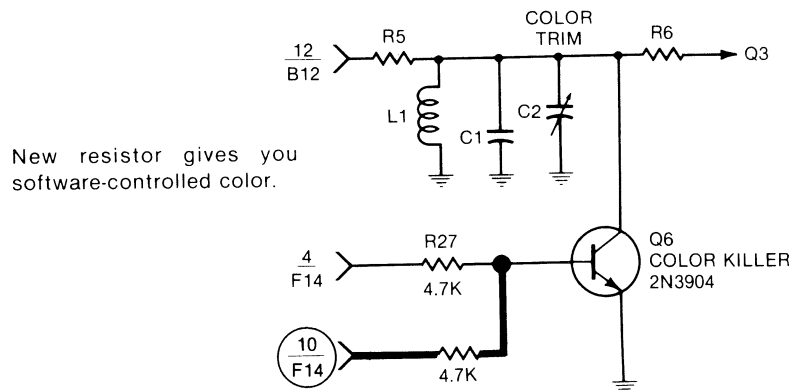 COLOR
TRIM
R5
R6
12
B12
Q3
L1
C1
C2
New resistor gives you
software-controlled color.
4
F14
R27
4.7K
Q6
COLOR KILLER
2N3904
10
F14
4.7K